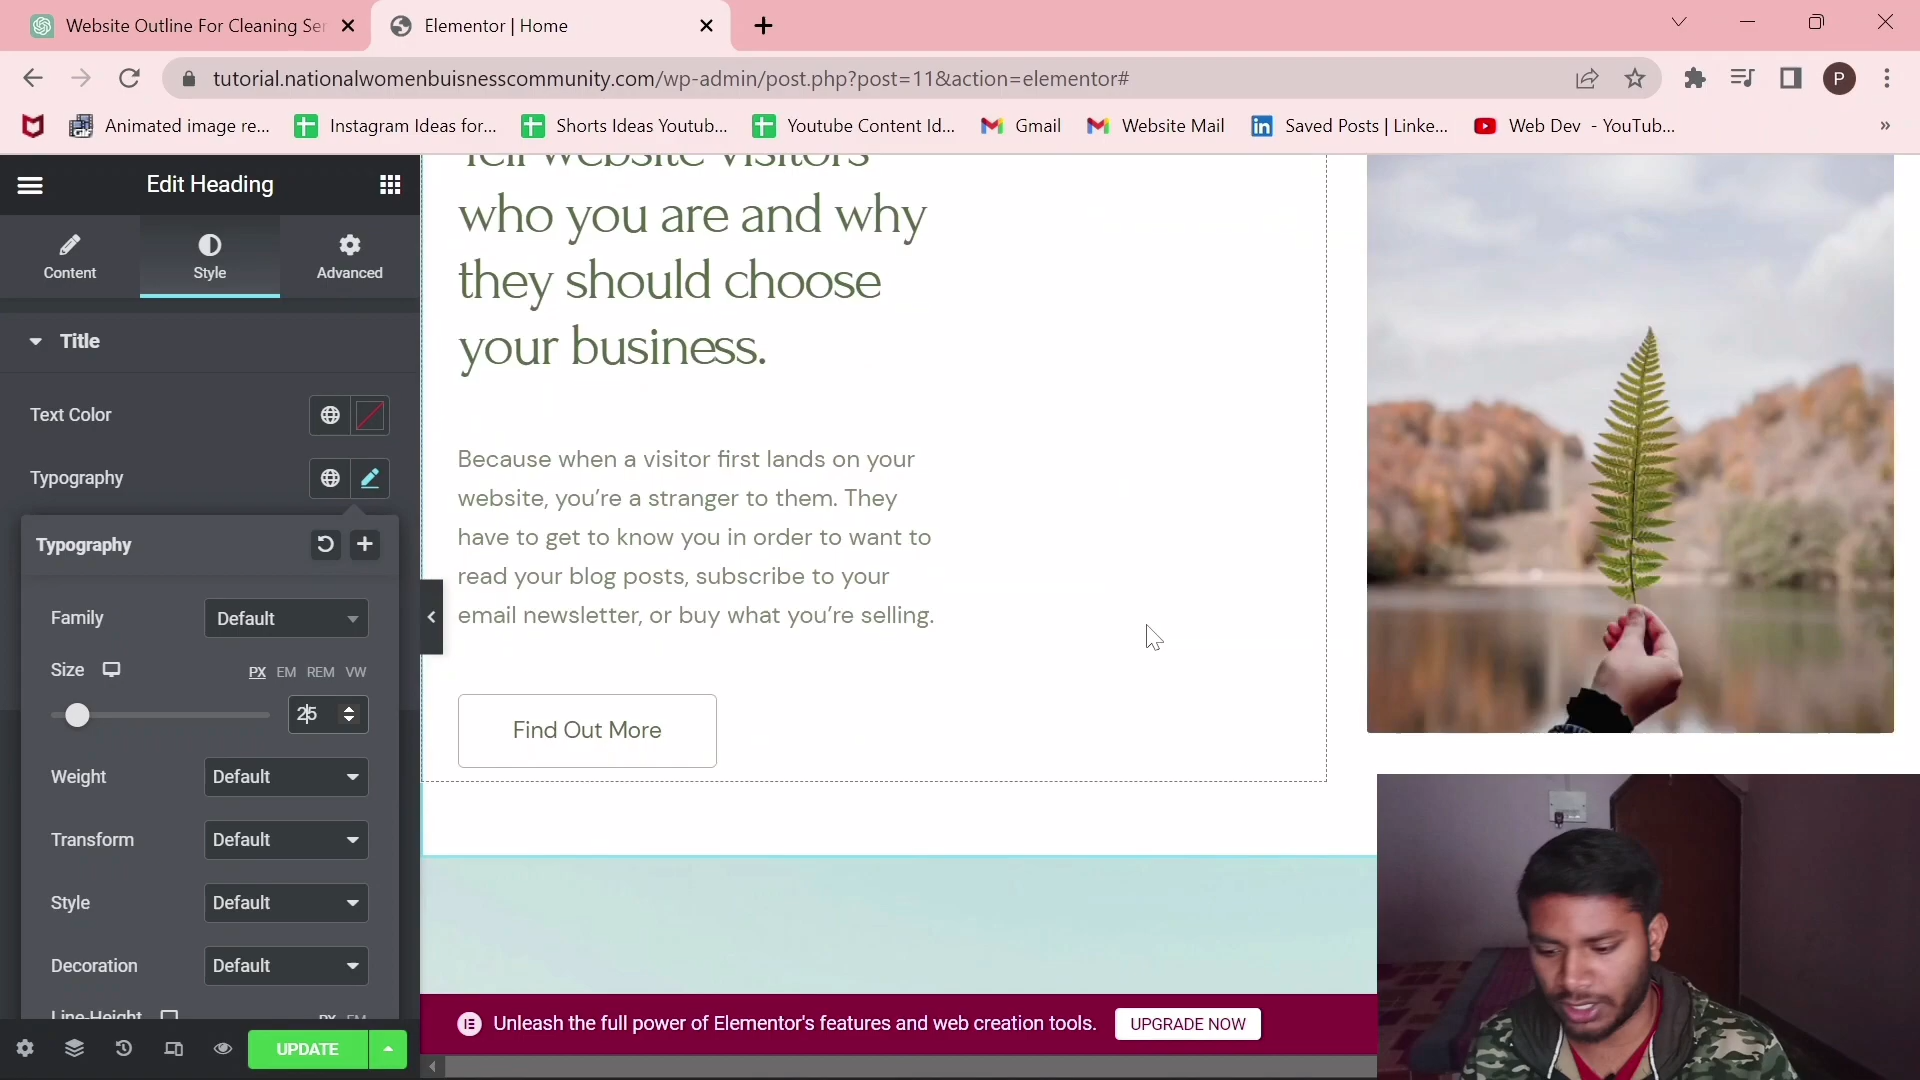 Website Outline For Cleaning Ser
Elementor | Home
tutorial.nationalwomenbuisnesscommunity.com/wp-admin/post.php?post=11&action=elementor#
P
Animated image re...
Instagram Ideas for...
Shorts Ideas Youtub...
Youtube Content Id...
Gmail
Website Mail
Saved Posts | Linke...
Web Dev - YouTub...
»
Edit Heading
Content
Style
Advanced
Title
Text Color
Typography
Typography
Family
Default
Size
PX EM REM VW
25
Weight
Default
Transform
Default
Style
Default
Decoration
Default
Line-Height
PX EM
UPDATE
Tell website visitors
who you are and why
they should choose
your business.
Because when a visitor first lands on your
website, you’re a stranger to them. They
have to get to know you in order to want to
read your blog posts, subscribe to your
email newsletter, or buy what you’re selling.
Find Out More
Unleash the full power of Elementor's features and web creation tools.
UPGRADE NOW